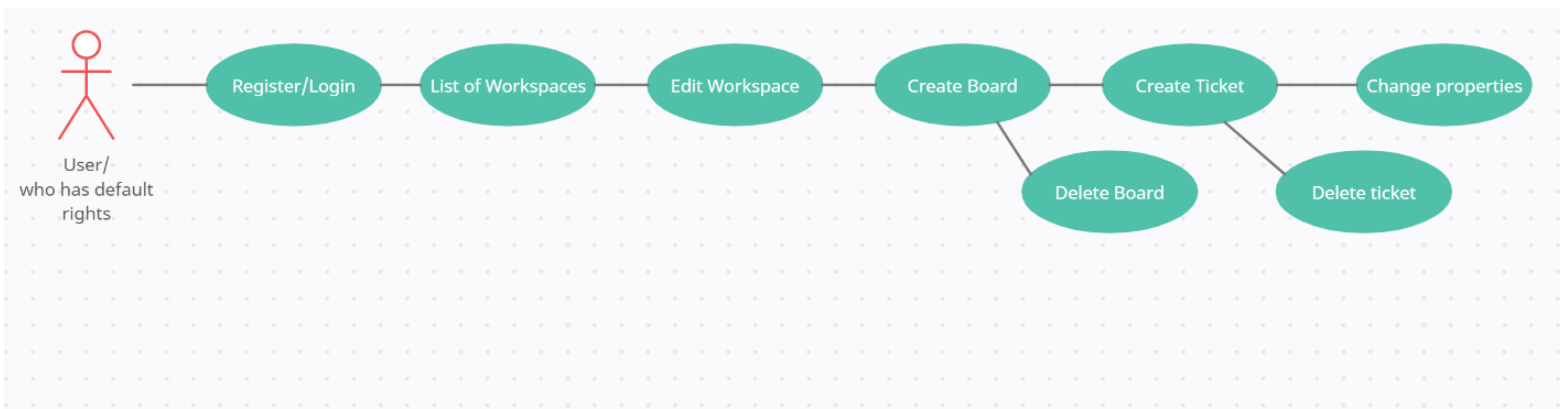 Register/Login
List of Workspaces
Edit Workspace
Create Board
Create Ticket
Change properties
User/
who has default
rights
Delete Board
Delete ticket